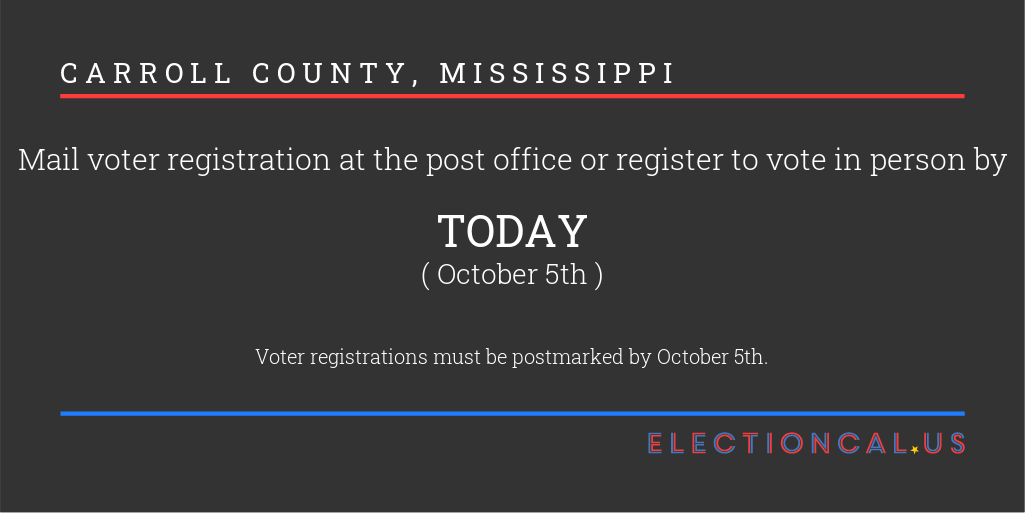 CARROLL COUNTY, MISSISSIPPI
Mail voter registration at the post office or register to vote in person by
TODAY
( October 5th )
Voter registrations must be postmarked by October 5th.
ELECTIONCAL.US